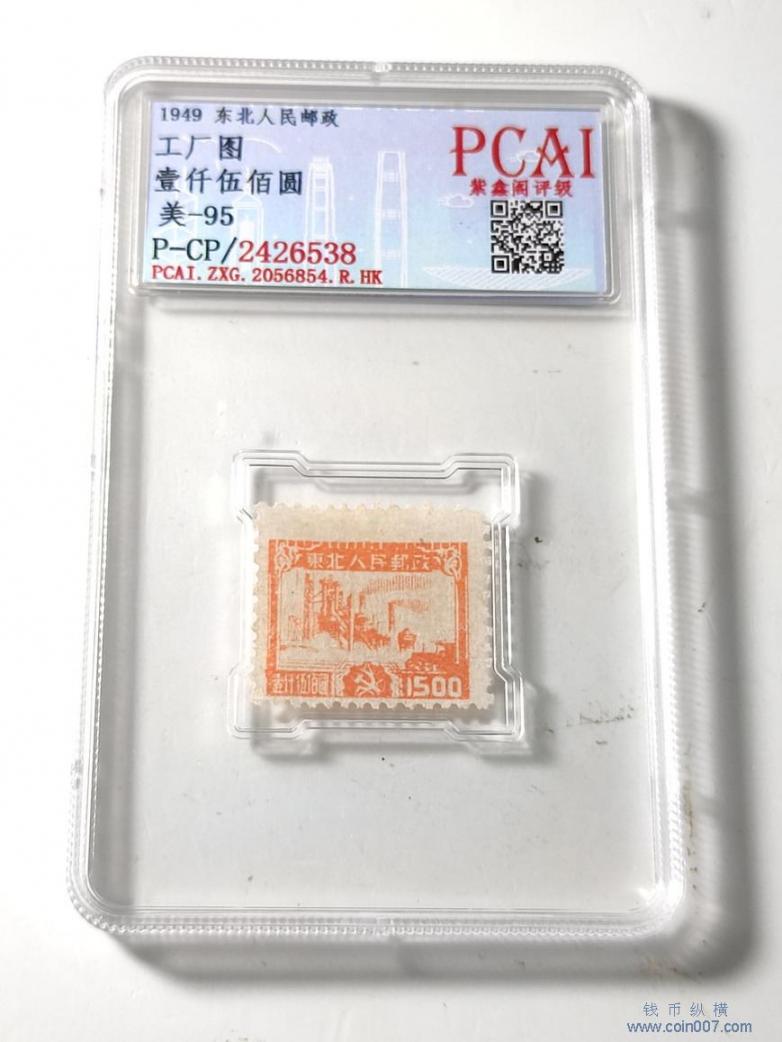 1949 东北人民邮政
工厂图
壹仟伍佰圆
美-95
P-CP/2426538
PCAI.ZXG.2056854.R.HK
PCAI
紫鑫阁评级
東北人民郵政
壹仟伍佰圓
1500
钱币纵横
www.coin007.com